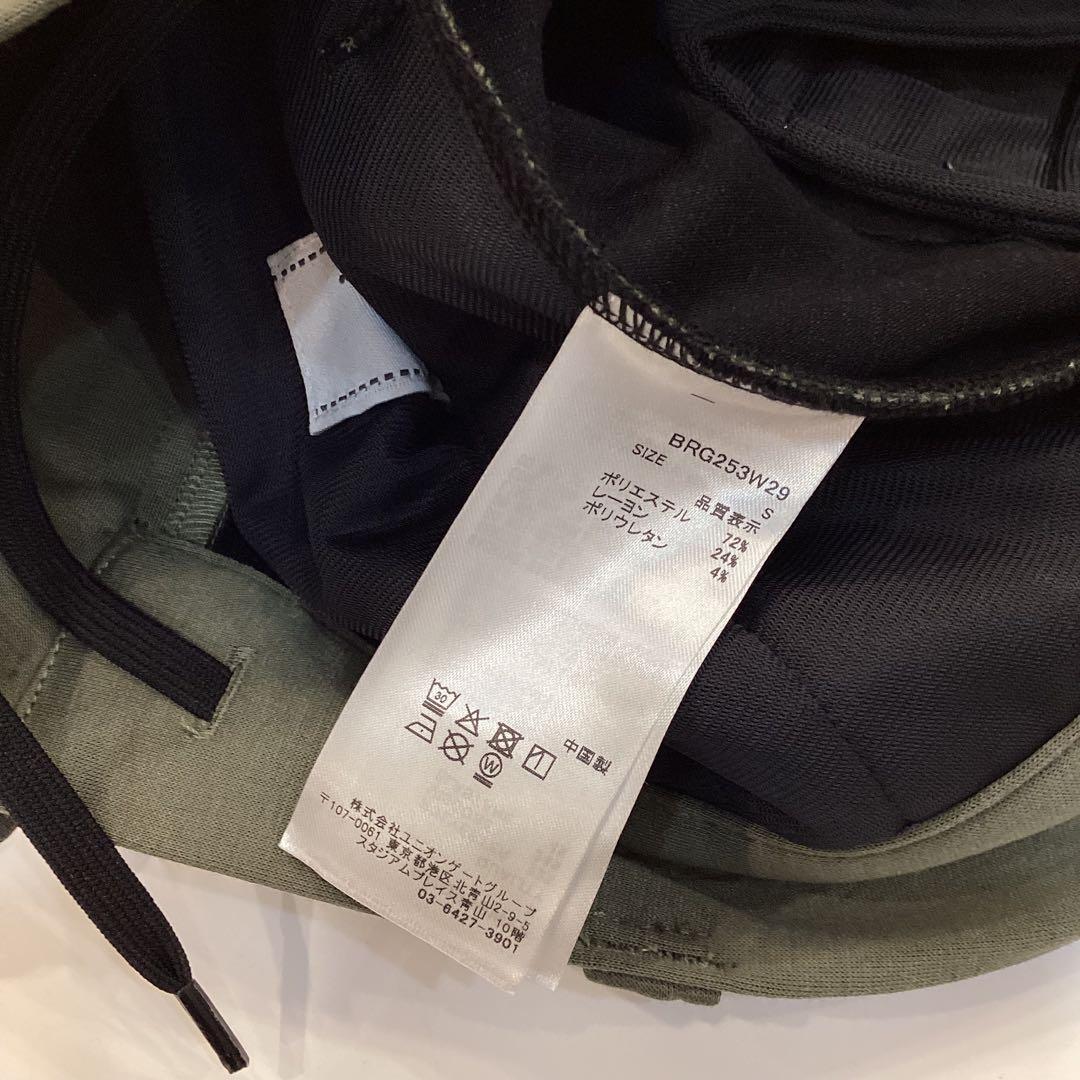 BRG253W29
SIZE S
品質表示
ポリエステル 72%
レーヨン 24%
ポリウレタン 4%
30
W
中国製
株式会社ユニオンゲートグループ
〒107-0061 東京都港区北青山2-9-5
スタジアムプレイス青山 10階
03-6427-3901